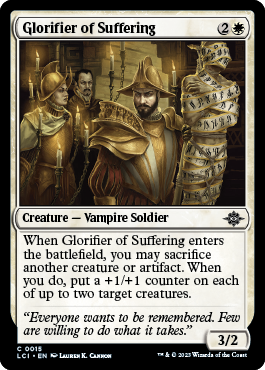 Glorifier of Suffering 2
Creature — Vampire Soldier
When Glorifier of Suffering enters
the battlefield, you may sacrifice
another creature or artifact. When
you do, put a +1/+1 counter on each
of up to two target creatures.
“Everyone wants to be remembered. Few
are willing to do what it takes.”
3/2
C 0015
LCI • EN Lauren K. Cannon
™ & © 2023 Wizards of the Coast